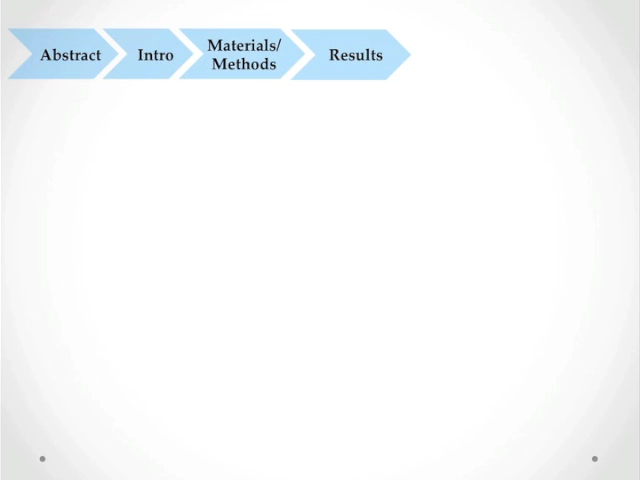 Abstract
Intro
Materials/
Methods
Results